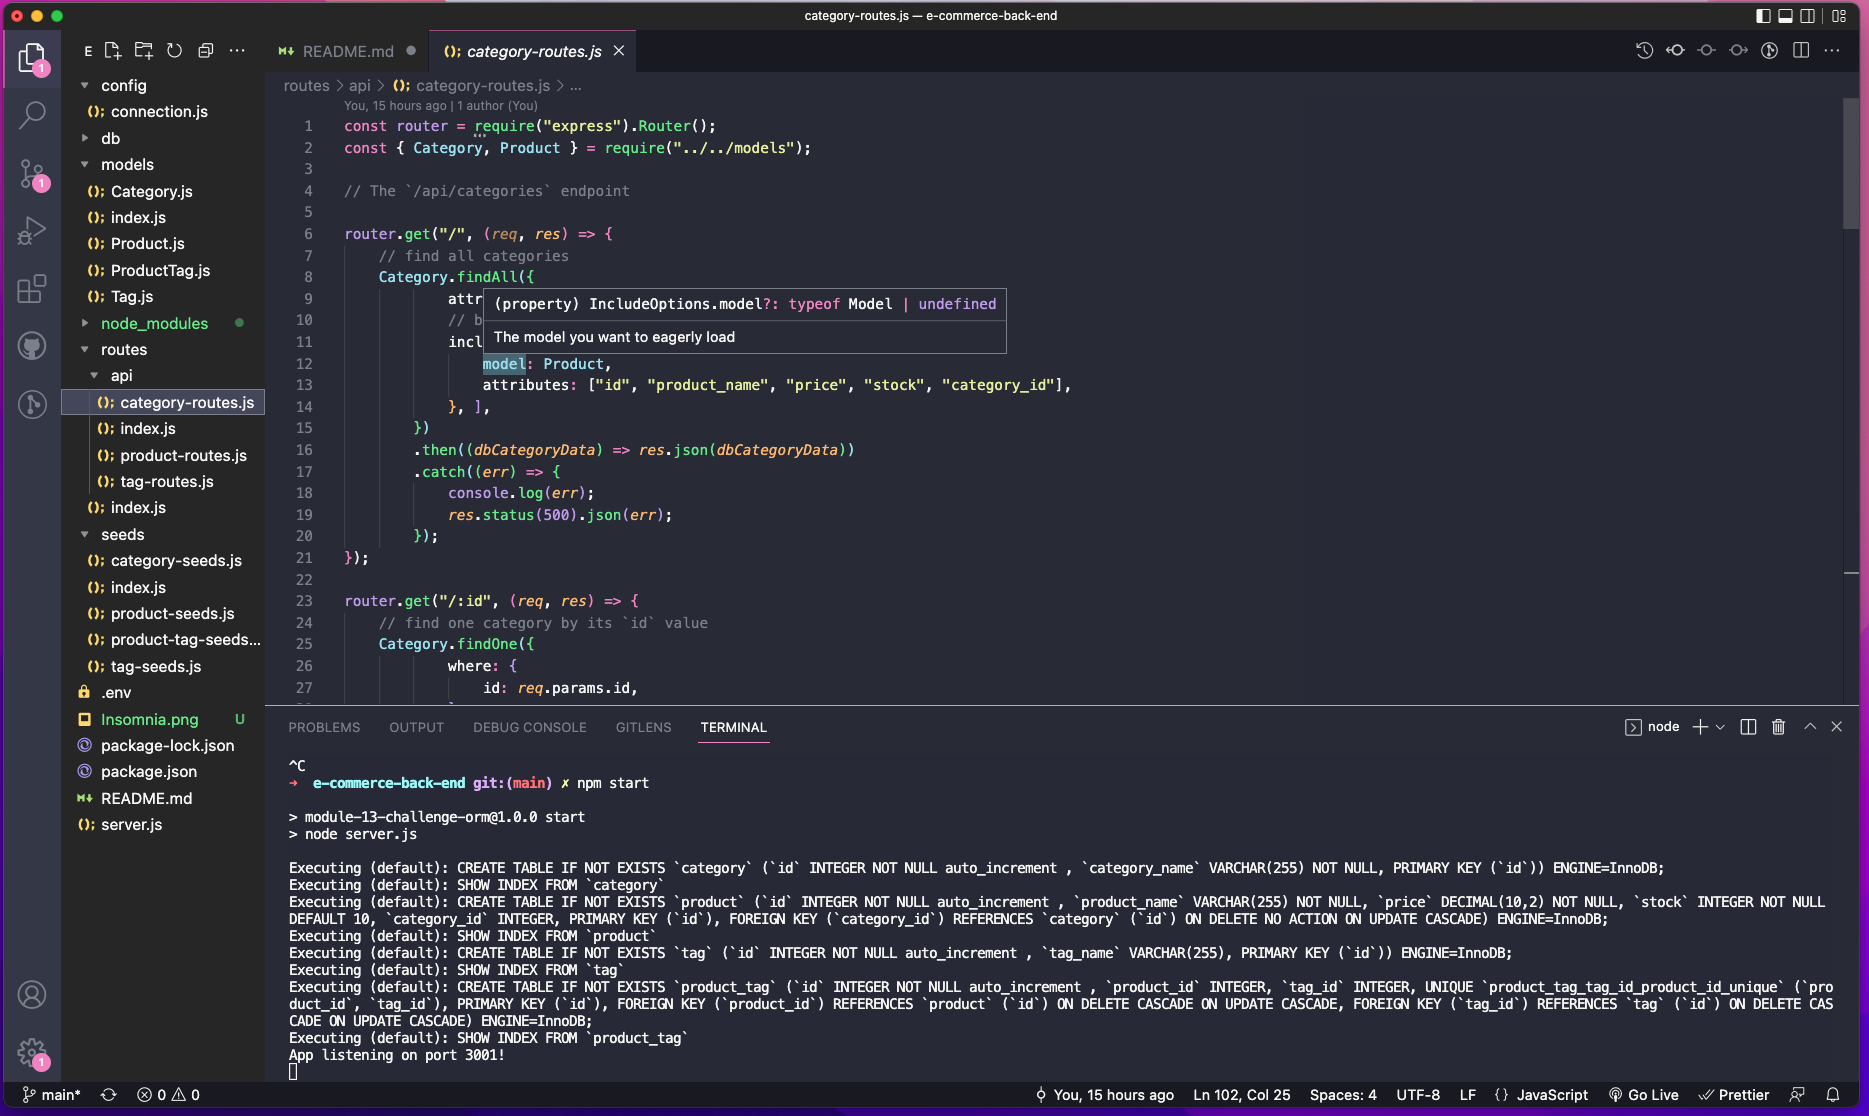 category-routes.js — e-commerce-back-end
E
README.md
category-routes.js
routes > api > category-routes.js > ...
You, 15 hours ago | 1 author (You)
config
connection.js
db
models
Category.js
index.js
Product.js
ProductTag.js
Tag.js
node_modules
routes
api
category-routes.js
index.js
product-routes.js
tag-routes.js
index.js
seeds
category-seeds.js
index.js
product-seeds.js
product-tag-seeds...
tag-seeds.js
.env
Insomnia.png U
package-lock.json
package.json
README.md
server.js
1
1
1
1 const router = require("express").Router();
2 const { Category, Product } = require("../../models");
3
4 // The `/api/categories` endpoint
5
6 router.get("/", (req, res) => {
7 // find all categories
8 Category.findAll({
9 attr
(property) IncludeOptions.model?: typeof Model | undefined
10 // b
The model you want to eagerly load
11 incl
12 model: Product,
13 attributes: ["id", "product_name", "price", "stock", "category_id"],
14 }, ],
15 })
16 .then((dbCategoryData) => res.json(dbCategoryData))
17 .catch((err) => {
18 console.log(err);
19 res.status(500).json(err);
20 });
21 });
22
23 router.get("/:id", (req, res) => {
24 // find one category by its `id` value
25 Category.findOne({
26 where: {
27 id: req.params.id,
PROBLEMS OUTPUT DEBUG CONSOLE GITLENS TERMINAL
node
^C
→ e-commerce-back-end git:(main) ✗ npm start
> module-13-challenge-orm@1.0.0 start
> node server.js
Executing (default): CREATE TABLE IF NOT EXISTS `category` (`id` INTEGER NOT NULL auto_increment , `category_name` VARCHAR(255) NOT NULL, PRIMARY KEY (`id`)) ENGINE=InnoDB;
Executing (default): SHOW INDEX FROM `category`
Executing (default): CREATE TABLE IF NOT EXISTS `product` (`id` INTEGER NOT NULL auto_increment , `product_name` VARCHAR(255) NOT NULL, `price` DECIMAL(10,2) NOT NULL, `stock` INTEGER NOT NULL
DEFAULT 10, `category_id` INTEGER, PRIMARY KEY (`id`), FOREIGN KEY (`category_id`) REFERENCES `category` (`id`) ON DELETE NO ACTION ON UPDATE CASCADE) ENGINE=InnoDB;
Executing (default): SHOW INDEX FROM `product`
Executing (default): CREATE TABLE IF NOT EXISTS `tag` (`id` INTEGER NOT NULL auto_increment , `tag_name` VARCHAR(255), PRIMARY KEY (`id`)) ENGINE=InnoDB;
Executing (default): SHOW INDEX FROM `tag`
Executing (default): CREATE TABLE IF NOT EXISTS `product_tag` (`id` INTEGER NOT NULL auto_increment , `product_id` INTEGER, `tag_id` INTEGER, UNIQUE `product_tag_tag_id_product_id_unique` (`pro
duct_id`, `tag_id`), PRIMARY KEY (`id`), FOREIGN KEY (`product_id`) REFERENCES `product` (`id`) ON DELETE CASCADE ON UPDATE CASCADE, FOREIGN KEY (`tag_id`) REFERENCES `tag` (`id`) ON DELETE CAS
CADE ON UPDATE CASCADE) ENGINE=InnoDB;
Executing (default): SHOW INDEX FROM `product_tag`
App listening on port 3001!
main* 0 0 You, 15 hours ago Ln 102, Col 25 Spaces: 4 UTF-8 LF {} JavaScript Go Live Prettier